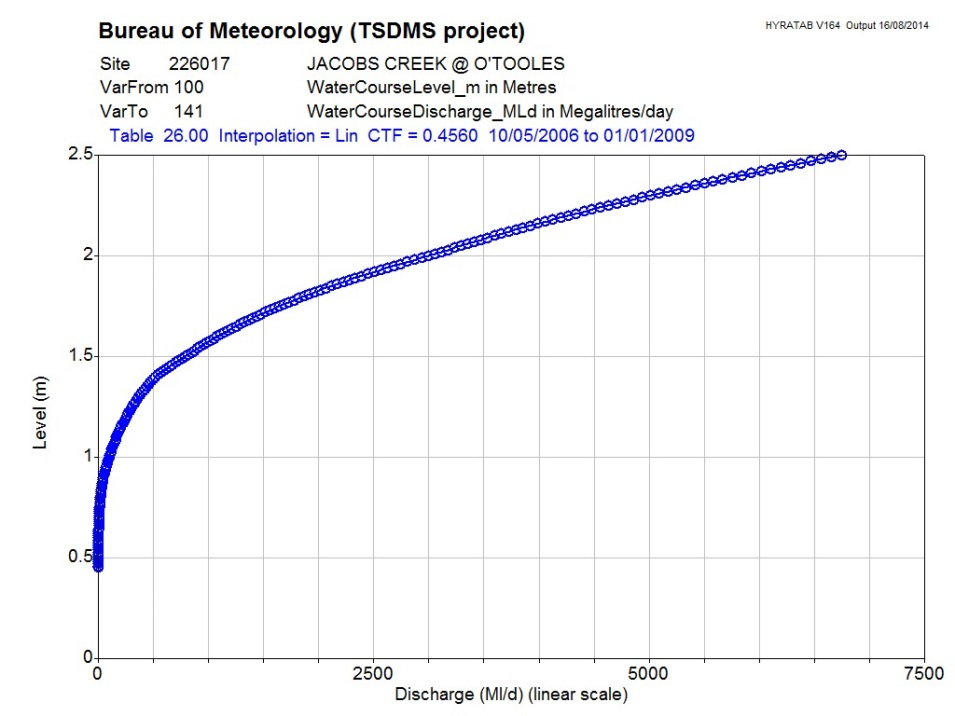 Bureau of Meteorology (TSDMS project)
HYRATAB V164 Output 16/08/2014
Site 226017 JACOBS CREEK @ O'TOOLES
VarFrom 100 WaterCourseLevel_m in Metres
VarTo 141 WaterCourseDischarge_MLd in Megalitres/day
Table 26.00 Interpolation = Lin CTF = 0.4560 10/05/2006 to 01/01/2009
2.5
2
1.5
1
0.5
0
Level (m)
0 2500 5000 7500
Discharge (Ml/d) (linear scale)